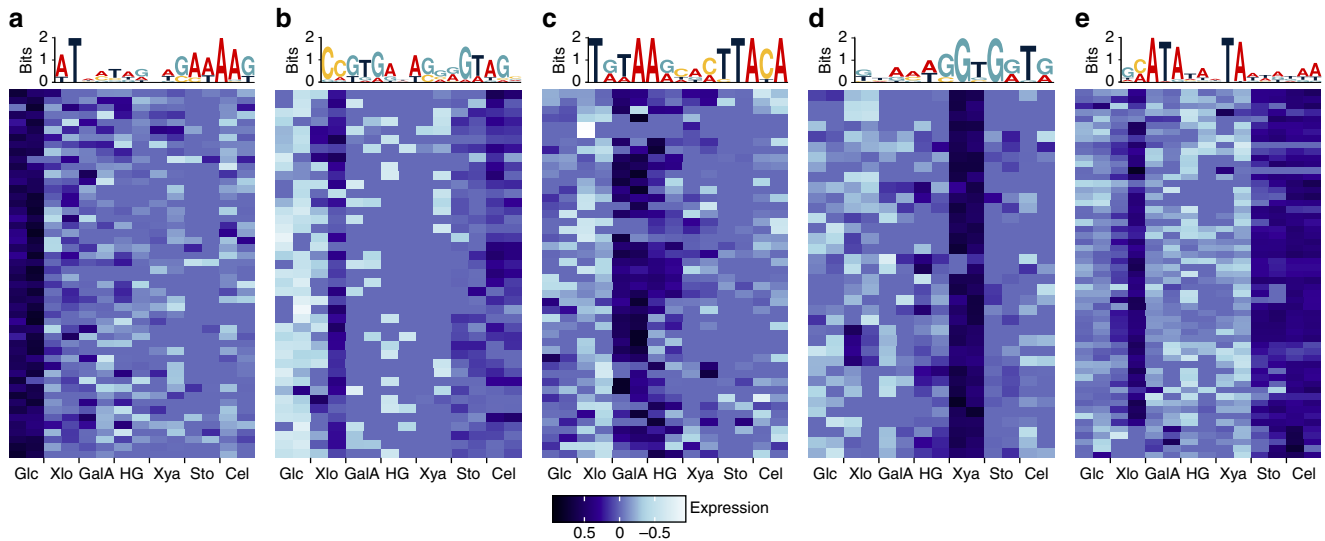 a b c d e
Bits 2 1 0
Bits 2 1 0
Bits 2 1 0
Bits 2 1 0
Bits 2 1 0
Glc Xlo GalA HG Xya Sto Cel
Glc Xlo GalA HG Xya Sto Cel
Glc Xlo GalA HG Xya Sto Cel
Glc Xlo GalA HG Xya Sto Cel
Glc Xlo GalA HG Xya Sto Cel
Expression
0.5 0 −0.5